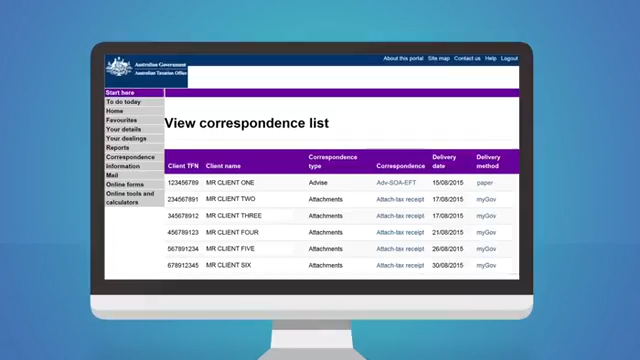 Australian Government
Australian Taxation Office
About this portal Site map Contact us Help Logout
Start here
To do today
Home
Favourites
Your details
Your dealings
Reports
Correspondence
Information
Mail
Online forms
Online tools and
calculators
View correspondence list
Client TFN Client name Correspondence type Correspondence Delivery date Delivery method
123456789 MR CLIENT ONE Advise Adv-SOA-EFT 15/08/2015 paper
234567891 MR CLIENT TWO Attachments Attach-tax receipt 17/08/2015 myGov
345678912 MR CLIENT THREE Attachments Attach-tax receipt 17/08/2015 myGov
456789123 MR CLIENT FOUR Attachments Attach-tax receipt 21/08/2015 myGov
567891234 MR CLIENT FIVE Attachments Attach-tax receipt 26/08/2015 myGov
678912345 MR CLIENT SIX Attachments Attach-tax receipt 30/08/2015 myGov